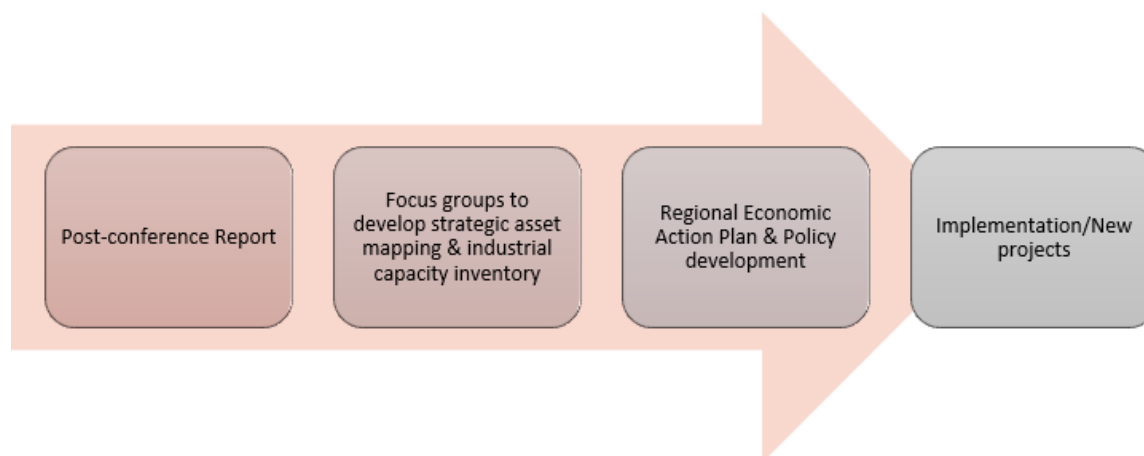 Post-conference Report
Focus groups to
develop strategic asset
mapping & industrial
capacity inventory
Regional Economic
Action Plan & Policy
development
Implementation/New
projects